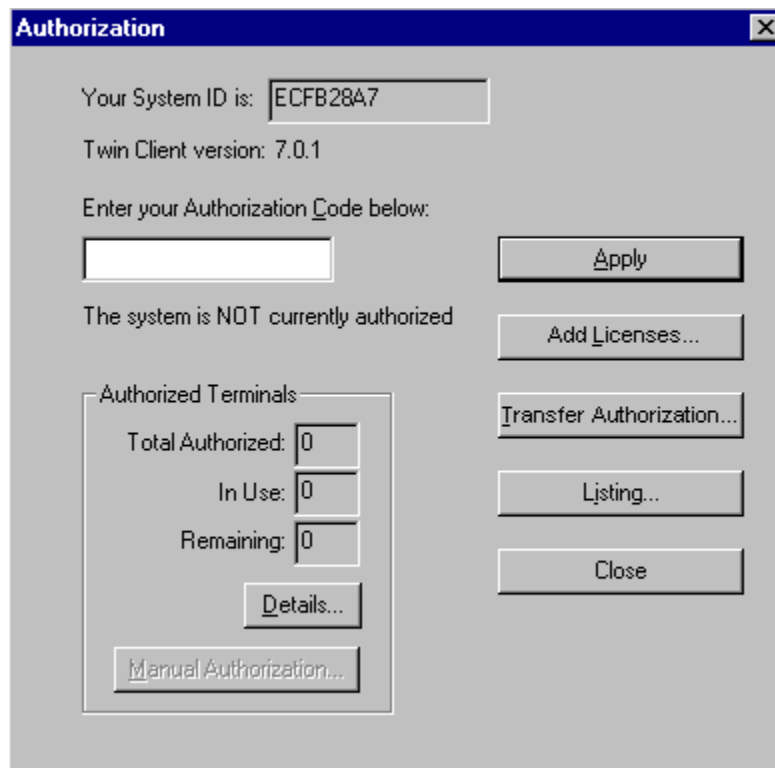 Authorization
Your System ID is: ECFB28A7
Twin Client version: 7.0.1
Enter your Authorization Code below:
Apply
The system is NOT currently authorized
Add Licenses...
Authorized Terminals
Transfer Authorization...
Total Authorized: 0
In Use: 0
Listing...
Remaining: 0
Close
Details...
Manual Authorization...